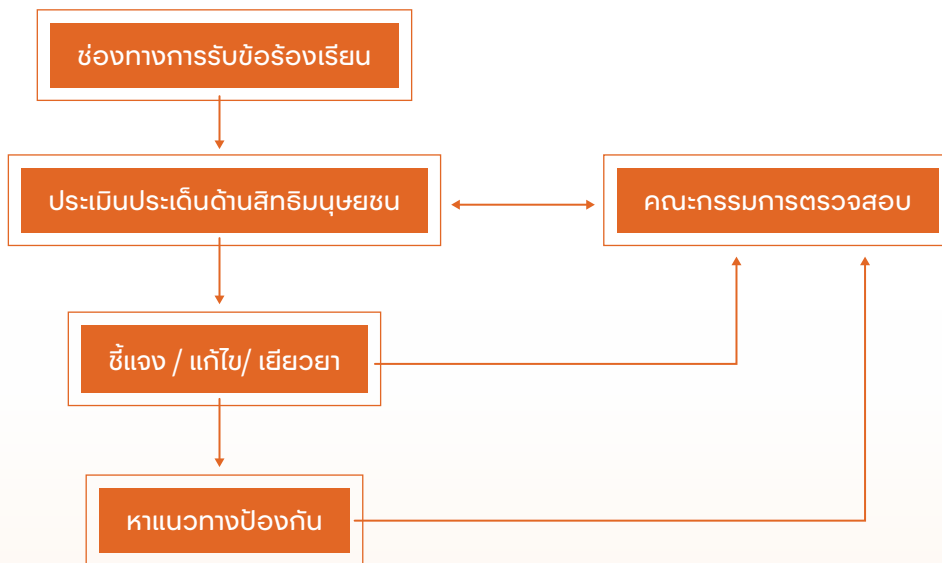 ช่องทางการรับข้อร้องเรียน
ประเมินประเด็นด้านสิทธิมนุษยชน
คณะกรรมการตรวจสอบ
ชี้แจง / แก้ไข/ เยียวยา
หาแนวทางป้องกัน